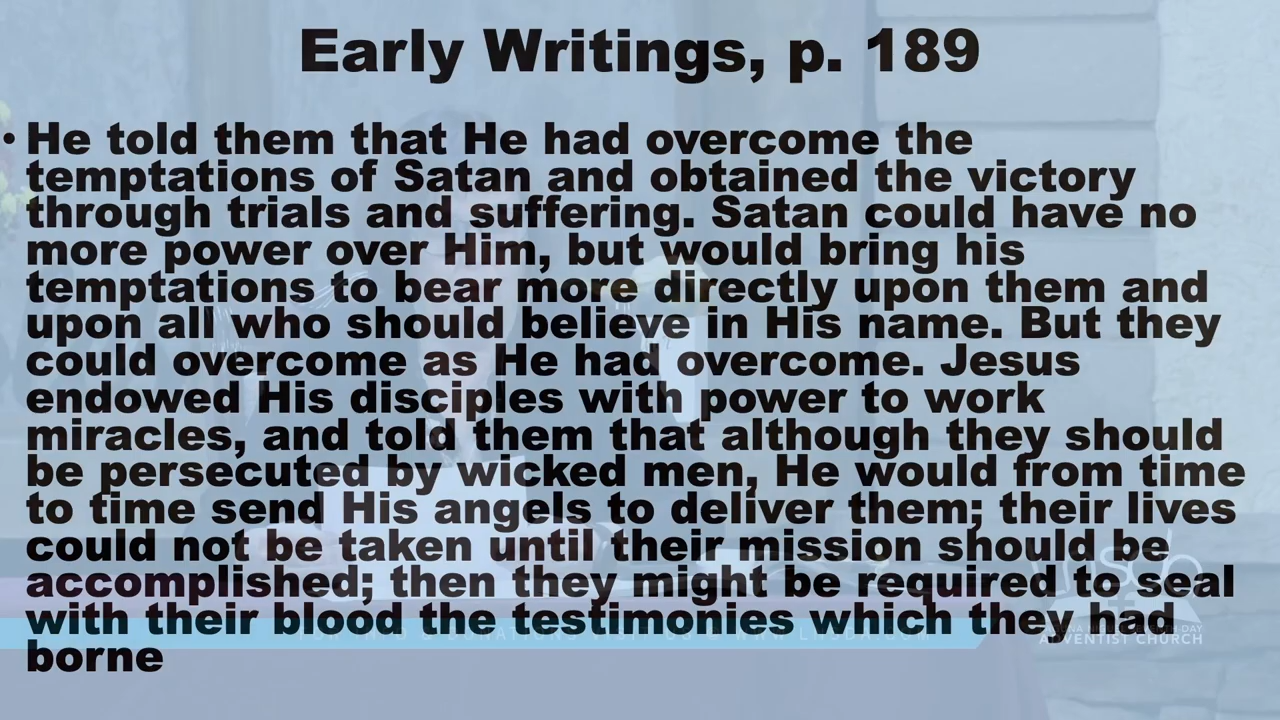 Early Writings, p. 189
• He told them that He had overcome the
temptations of Satan and obtained the victory
through trials and suffering. Satan could have no
more power over Him, but would bring his
temptations to bear more directly upon them and
upon all who should believe in His name. But they
could overcome as He had overcome. Jesus
endowed His disciples with power to work
miracles, and told them that although they should
be persecuted by wicked men, He would from time
to time send His angels to deliver them; their lives
could not be taken until their mission should be
accomplished; then they might be required to seal
with their blood the testimonies which they had
borne
ADVENTIST CHURCH